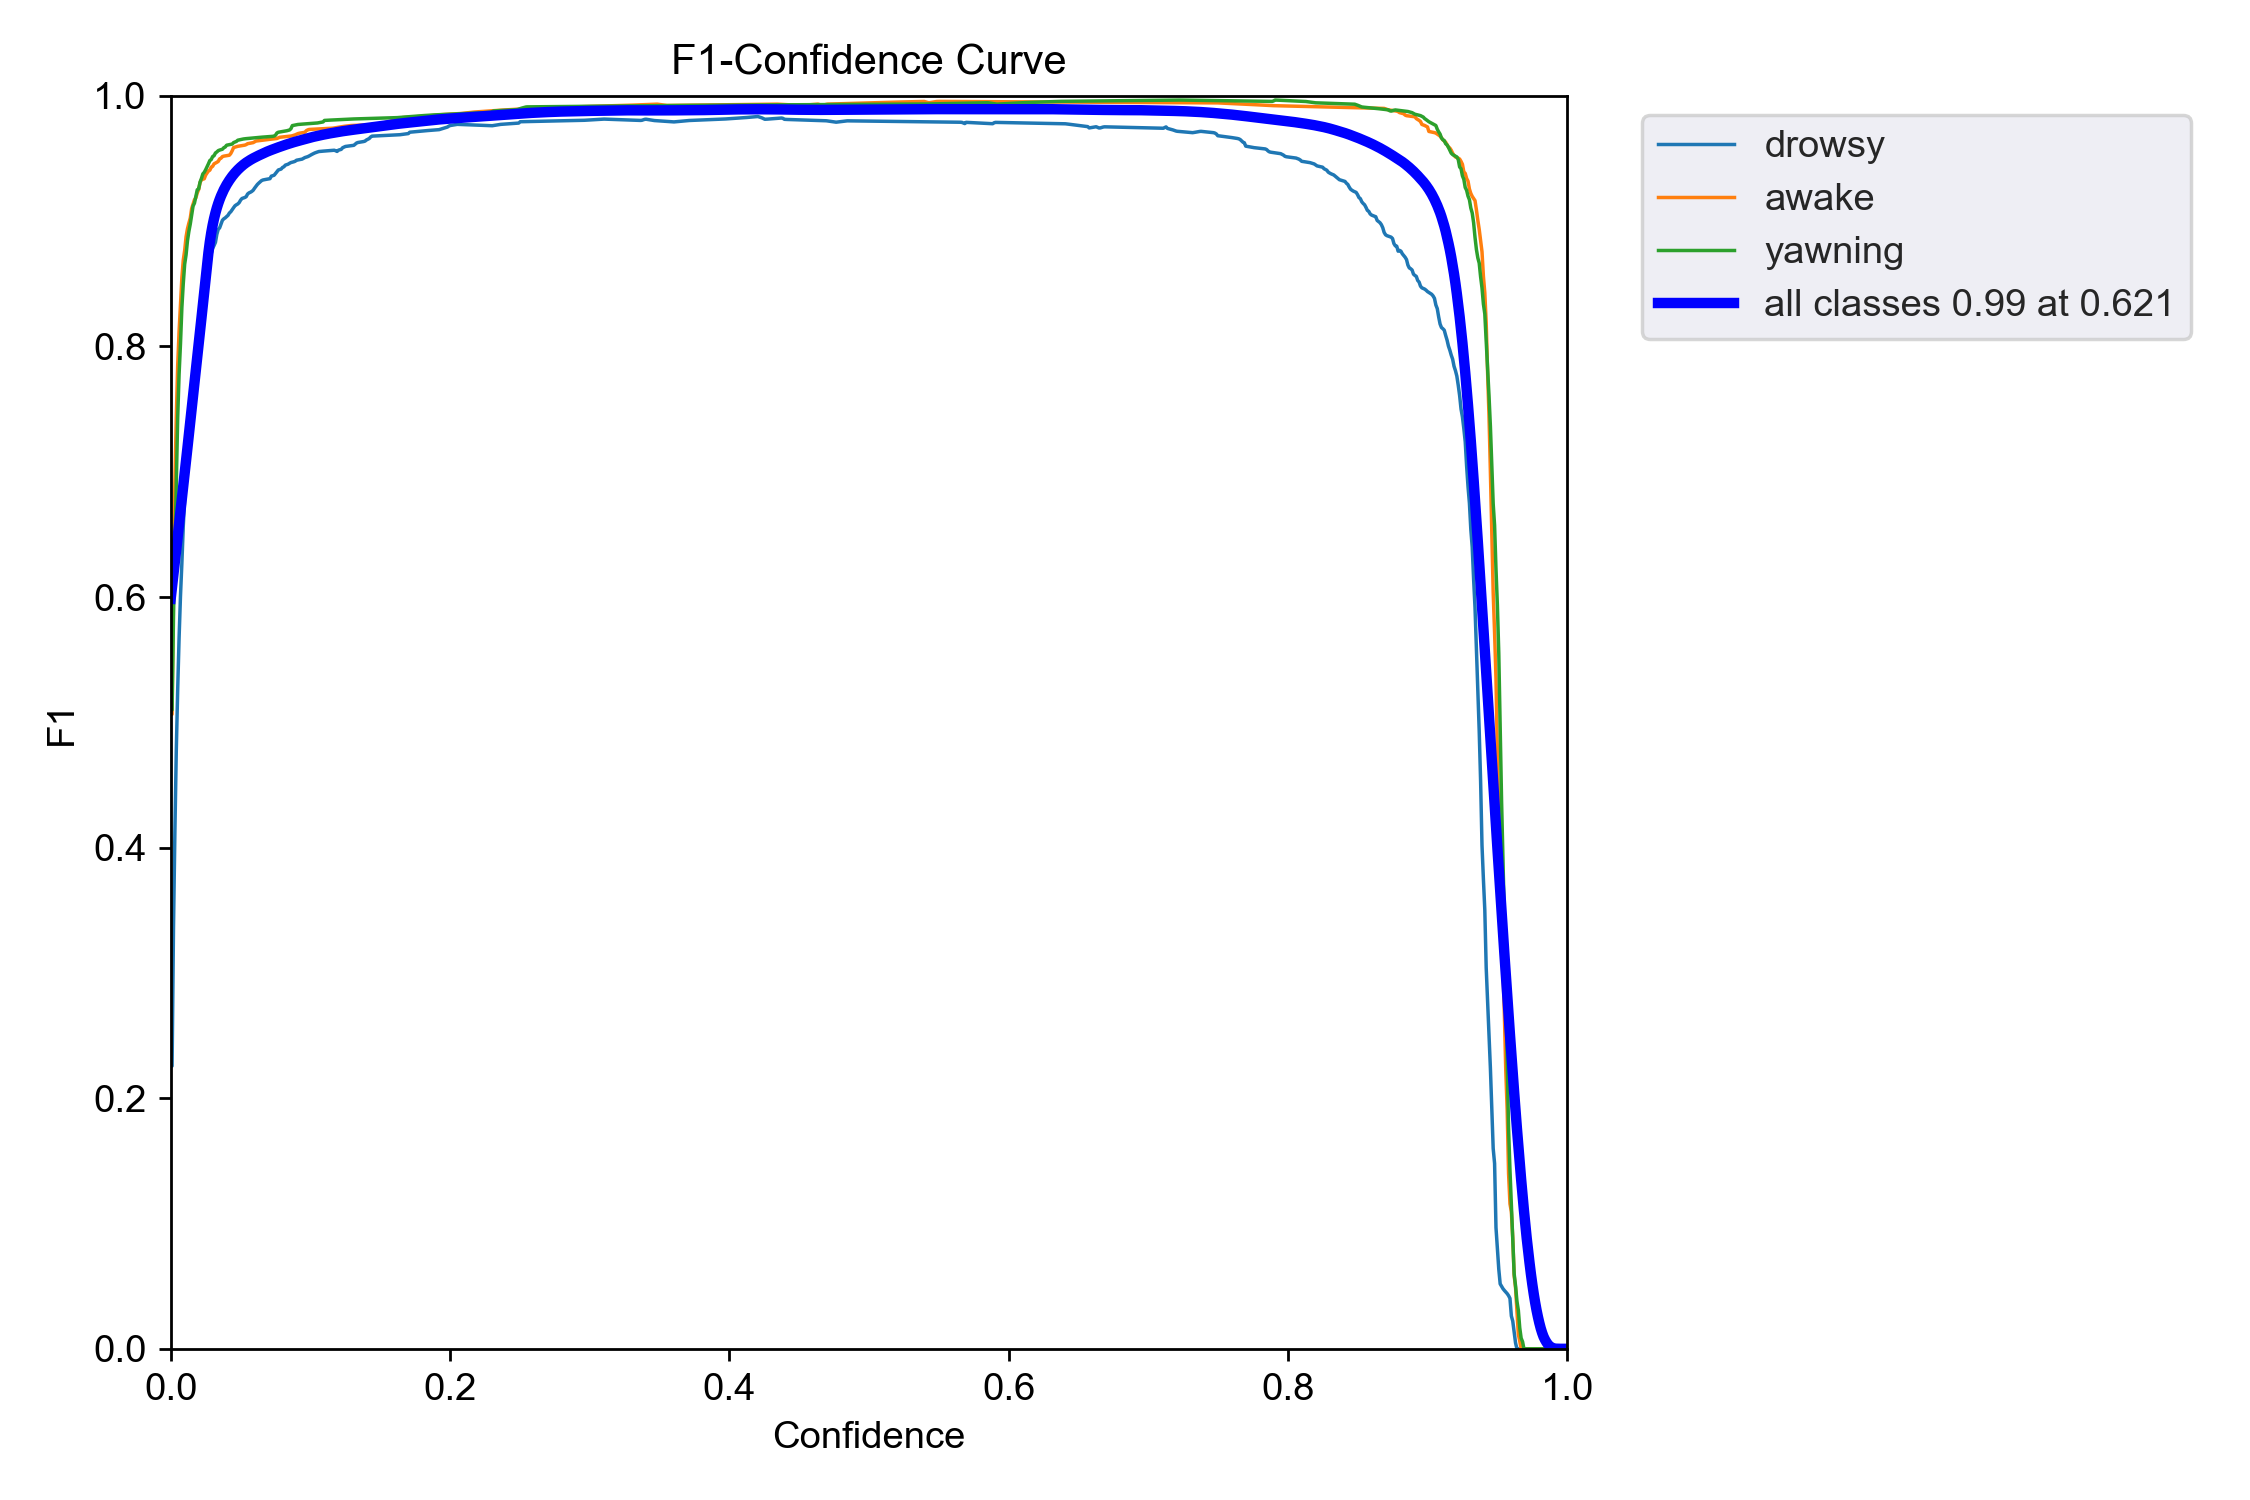 F1-Confidence Curve
1.0
0.8
0.6
0.4
0.2
0.0
F1
0.0 0.2 0.4 0.6 0.8 1.0
Confidence
drowsy
awake
yawning
all classes 0.99 at 0.621